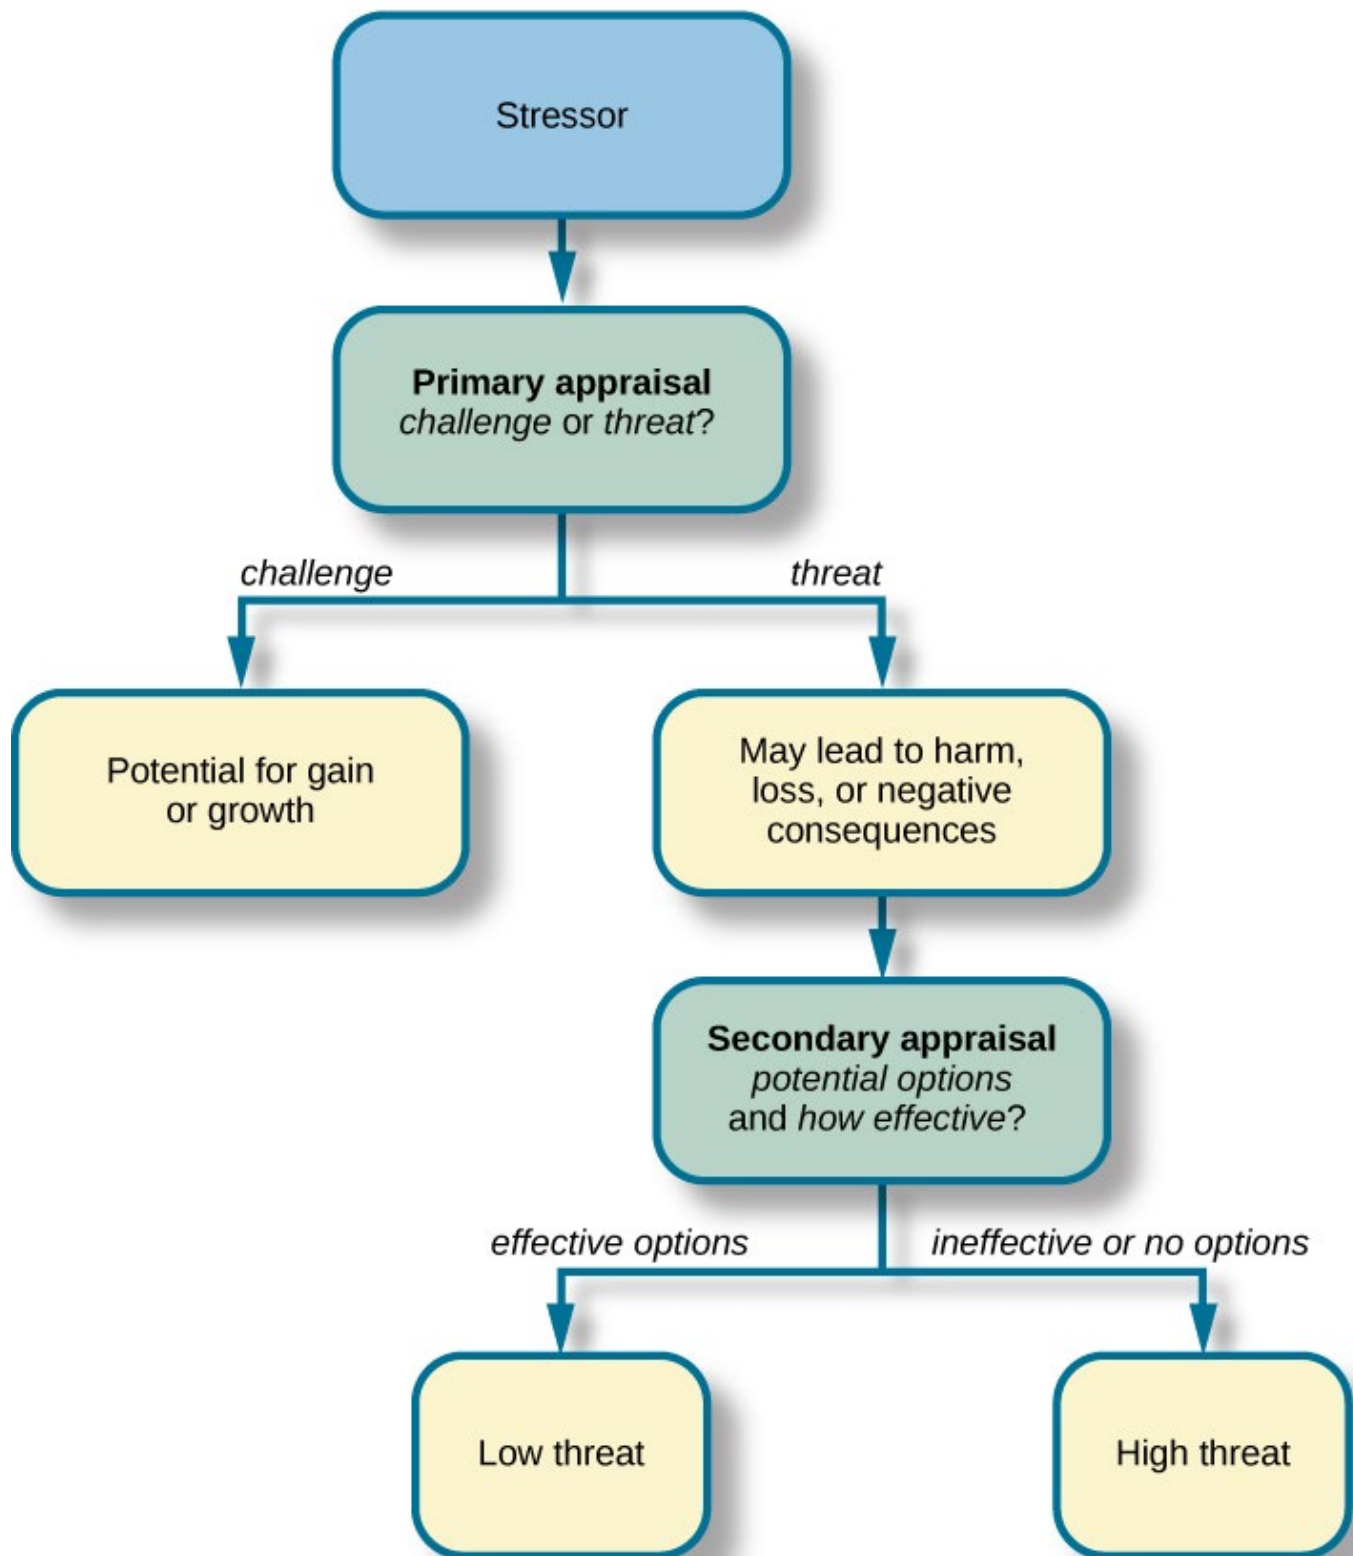 Stressor
Primary appraisal
challenge or threat?
challenge
threat
Potential for gain
or growth
May lead to harm,
loss, or negative
consequences
Secondary appraisal
potential options
and how effective?
effective options
ineffective or no options
Low threat
High threat